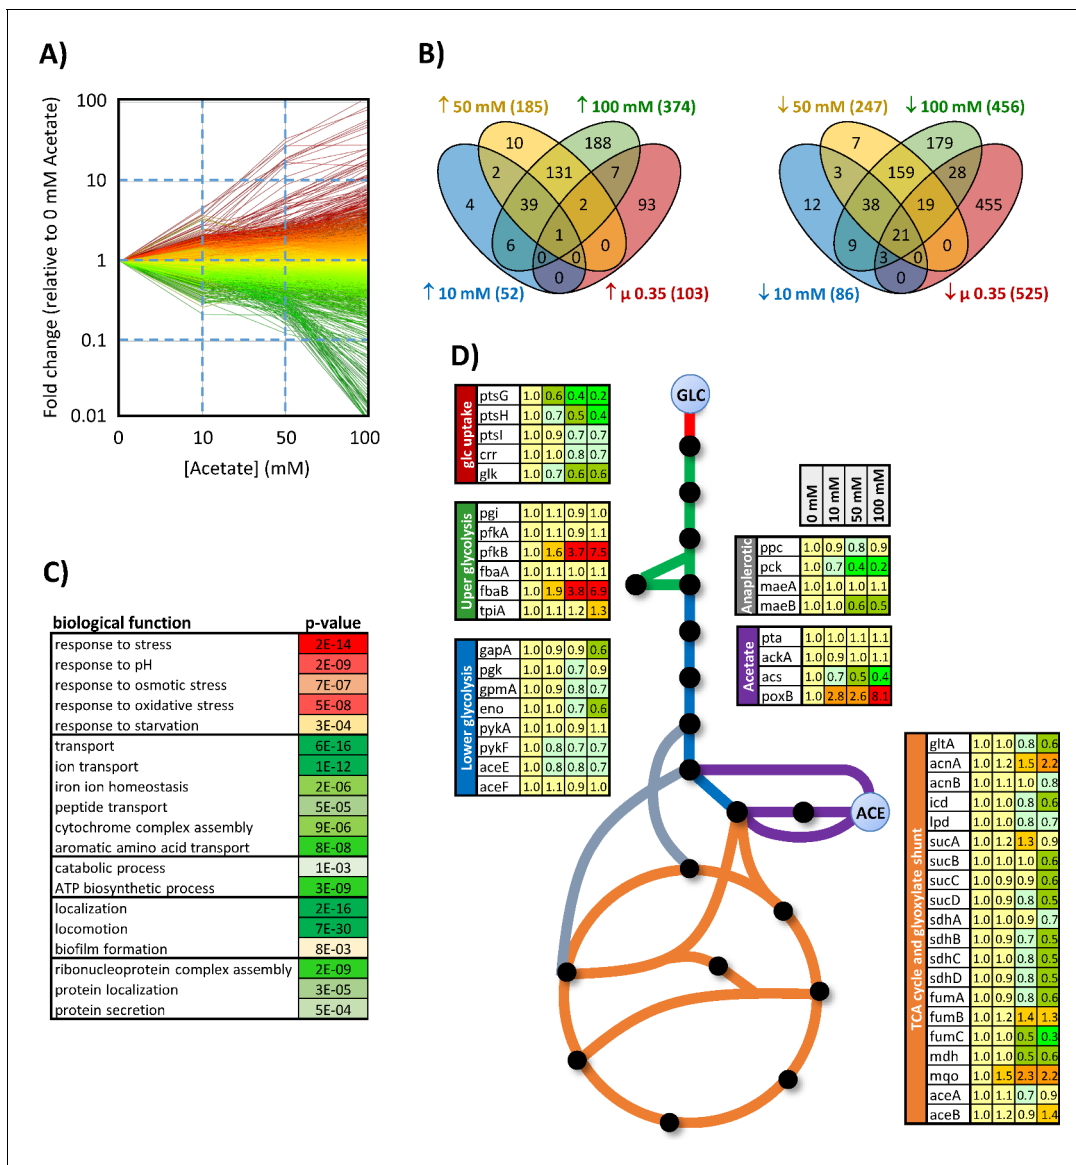 A)
Fold change (relative to 0 mM Acetate)
100
10
1
0.1
0.01
0 10 50 100
[Acetate] (mM)
B)
↑ 50 mM (185) ↑ 100 mM (374)
10 188
2 131 7
4 39 2 93
6 1 0
0 0
0
↑ 10 mM (52) ↑ μ 0.35 (103)
↓ 50 mM (247) ↓ 100 mM (456)
7 179
3 159 28
12 38 19 455
9 21 0
3 0
0
↓ 10 mM (86) ↓ μ 0.35 (525)
C)
biological function p-value
response to stress 2E-14
response to pH 2E-09
response to osmotic stress 7E-07
response to oxidative stress 5E-08
response to starvation 3E-04
transport 6E-16
ion transport 1E-12
iron ion homeostasis 2E-06
peptide transport 5E-05
cytochrome complex assembly 9E-06
aromatic amino acid transport 8E-08
catabolic process 1E-03
ATP biosynthetic process 3E-09
localization 2E-16
locomotion 7E-30
biofilm formation 8E-03
ribonucleoprotein complex assembly 2E-09
protein localization 3E-05
protein secretion 5E-04
D)
glc uptake
ptsG 1.0 0.6 0.4 0.2
ptsH 1.0 0.7 0.5 0.4
ptsI 1.0 0.9 0.7 0.7
crr 1.0 1.0 0.8 0.7
glk 1.0 0.7 0.6 0.6
Uper glycolysis
pgi 1.0 1.1 0.9 1.0
pfkA 1.0 1.1 0.9 1.1
pfkB 1.0 1.6 3.7 7.5
fbaA 1.0 1.1 1.0 1.1
fbaB 1.0 1.9 3.8 6.9
tpiA 1.0 1.1 1.2 1.3
Lower glycolysis
gapA 1.0 0.9 0.9 0.6
pgk 1.0 1.0 0.7 0.9
gpmA 1.0 0.9 0.8 0.7
eno 1.0 1.0 0.7 0.6
pykA 1.0 1.0 0.9 1.1
pykF 1.0 0.8 0.7 0.7
aceE 1.0 0.8 0.8 0.7
aceF 1.0 1.1 0.9 1.0
GLC
ACE
0 mM 10 mM 50 mM 100 mM
Anaplerotic
ppc 1.0 0.9 0.8 0.9
pck 1.0 0.7 0.4 0.2
maeA 1.0 1.0 1.0 1.1
maeB 1.0 1.0 0.6 0.5
Acetate
pta 1.0 1.0 1.1 1.1
ackA 1.0 0.9 1.0 1.1
acs 1.0 0.7 0.5 0.4
poxB 1.0 2.8 2.6 8.1
TCA cycle and glyoxylate shunt
gltA 1.0 1.0 0.8 0.6
acnA 1.0 1.2 1.5 2.2
acnB 1.0 1.1 1.0 0.8
icd 1.0 1.0 0.8 0.6
lpd 1.0 1.0 0.8 0.7
sucA 1.0 1.2 1.3 0.9
sucB 1.0 1.0 1.0 0.6
sucC 1.0 0.9 0.9 0.6
sucD 1.0 0.9 0.8 0.5
sdhA 1.0 1.0 0.9 0.7
sdhB 1.0 0.9 0.7 0.5
sdhC 1.0 1.0 0.8 0.5
sdhD 1.0 0.9 0.8 0.5
fumA 1.0 0.9 0.8 0.6
fumB 1.0 1.2 1.4 1.3
fumC 1.0 1.0 0.5 0.3
mdh 1.0 1.0 0.5 0.6
mqo 1.0 1.5 2.3 2.2
aceA 1.0 1.1 0.7 0.9
aceB 1.0 1.2 0.9 1.4